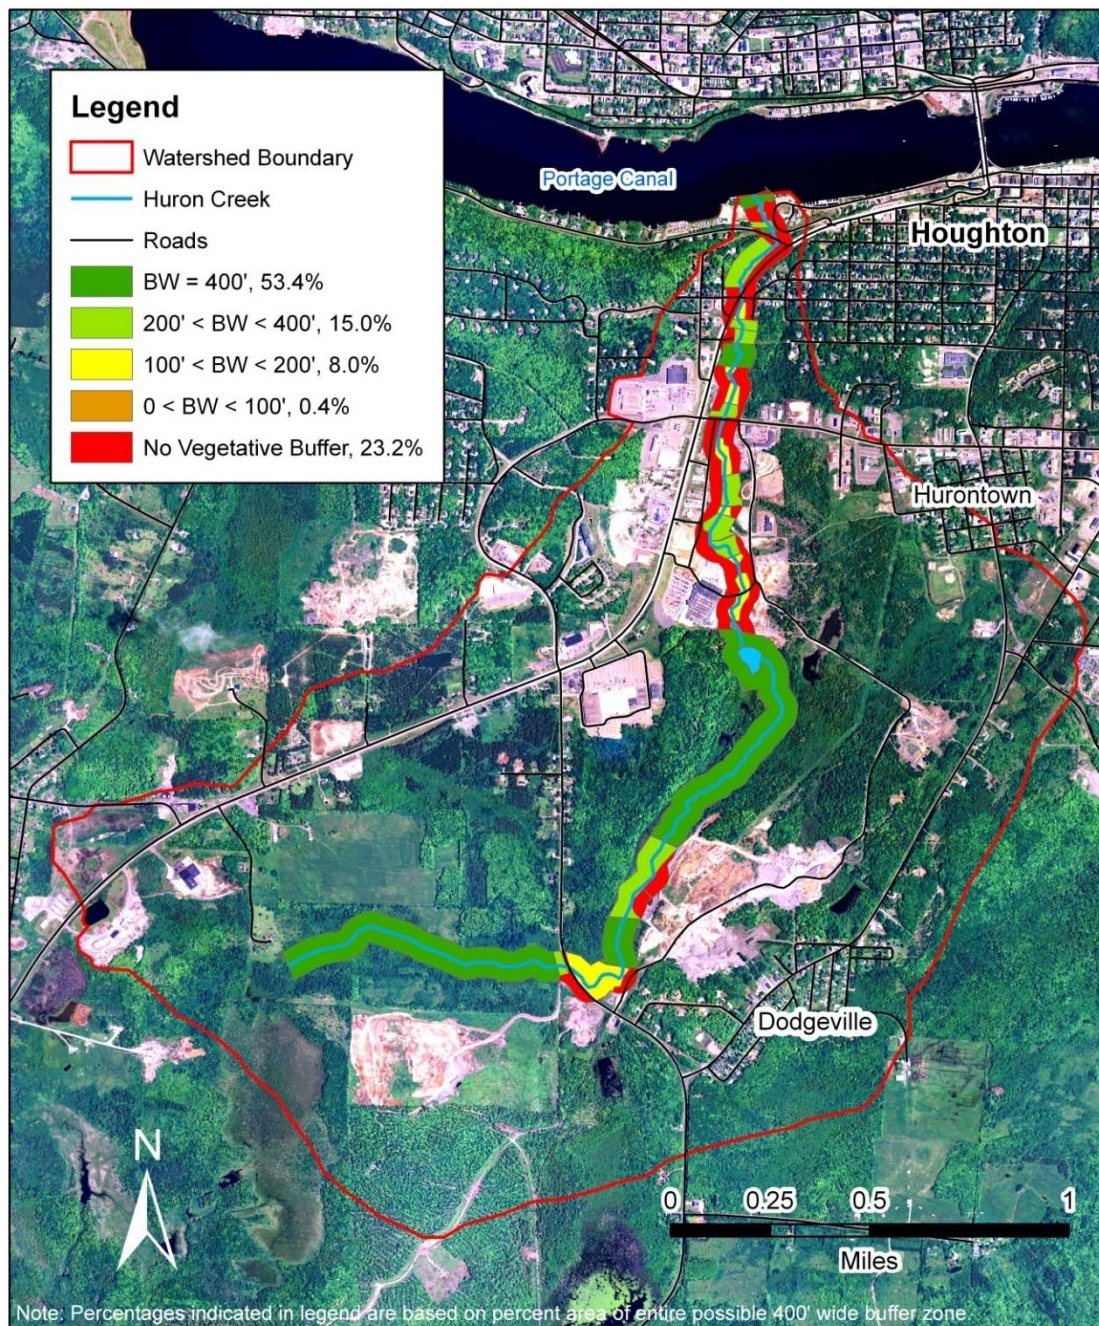 Legend
Watershed Boundary
Huron Creek
Roads
BW = 400', 53.4%
200' < BW < 400', 15.0%
100' < BW < 200', 8.0%
0 < BW < 100', 0.4%
No Vegetative Buffer, 23.2%
Portage Canal
Houghton
Hurontown
Dodgeville
N
0 0.25 0.5 1
Miles
Note: Percentages indicated in legend are based on percent area of entire possible 400' wide buffer zone.